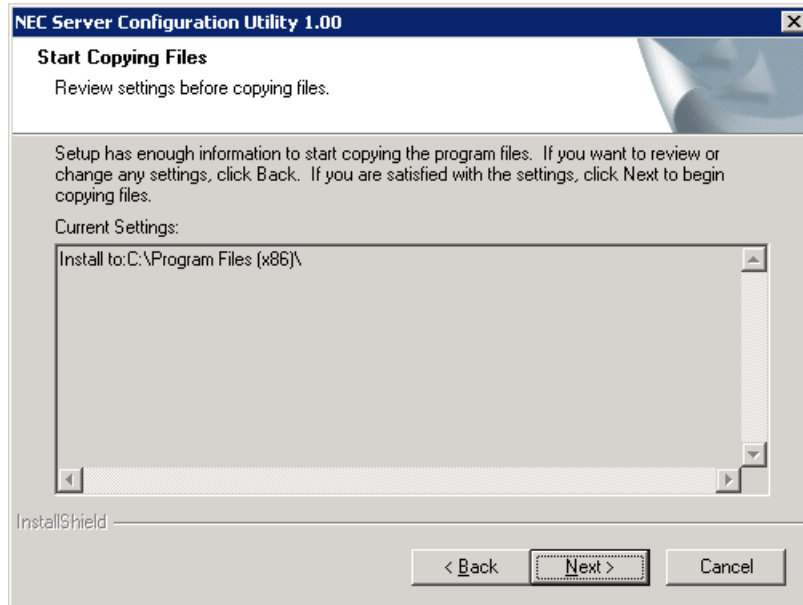 NEC Server Configuration Utility 1.00
Start Copying Files
Review settings before copying files.
Setup has enough information to start copying the program files.  If you want to review or
change any settings, click Back.  If you are satisfied with the settings, click Next to begin
copying files.
Current Settings:
Install to:C:\Program Files (x86)\
InstallShield
< Back
Next >
Cancel